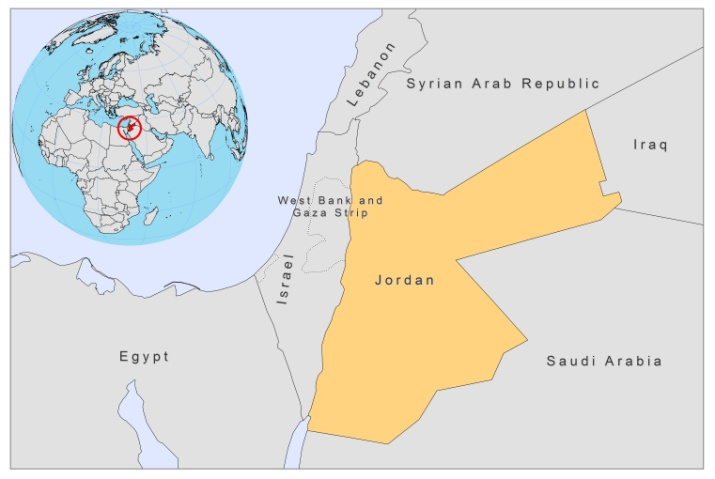 Lebanon
Syrian Arab Republic
Iraq
West Bank and
Gaza Strip
Israel
Jordan
Egypt
Saudi Arabia